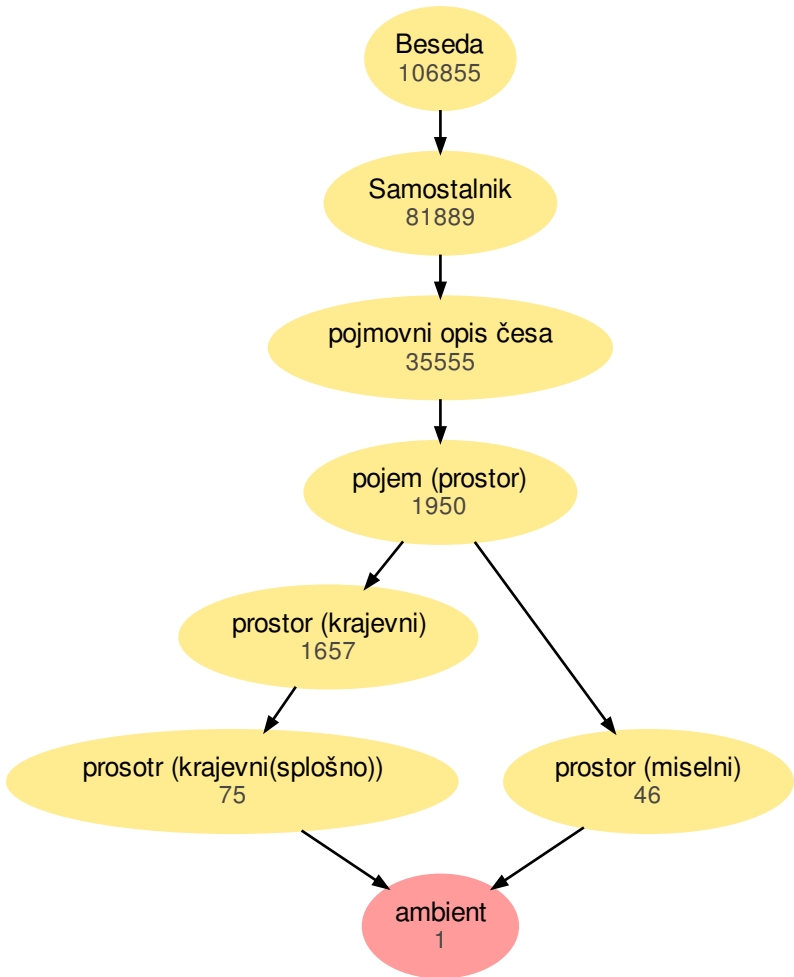 Beseda
106855
Samostalnik
81889
pojmovni opis česa
35555
pojem (prostor)
1950
prostor (krajevni)
1657
prosotr (krajevni(splošno))
75
prostor (miselni)
46
ambient
1